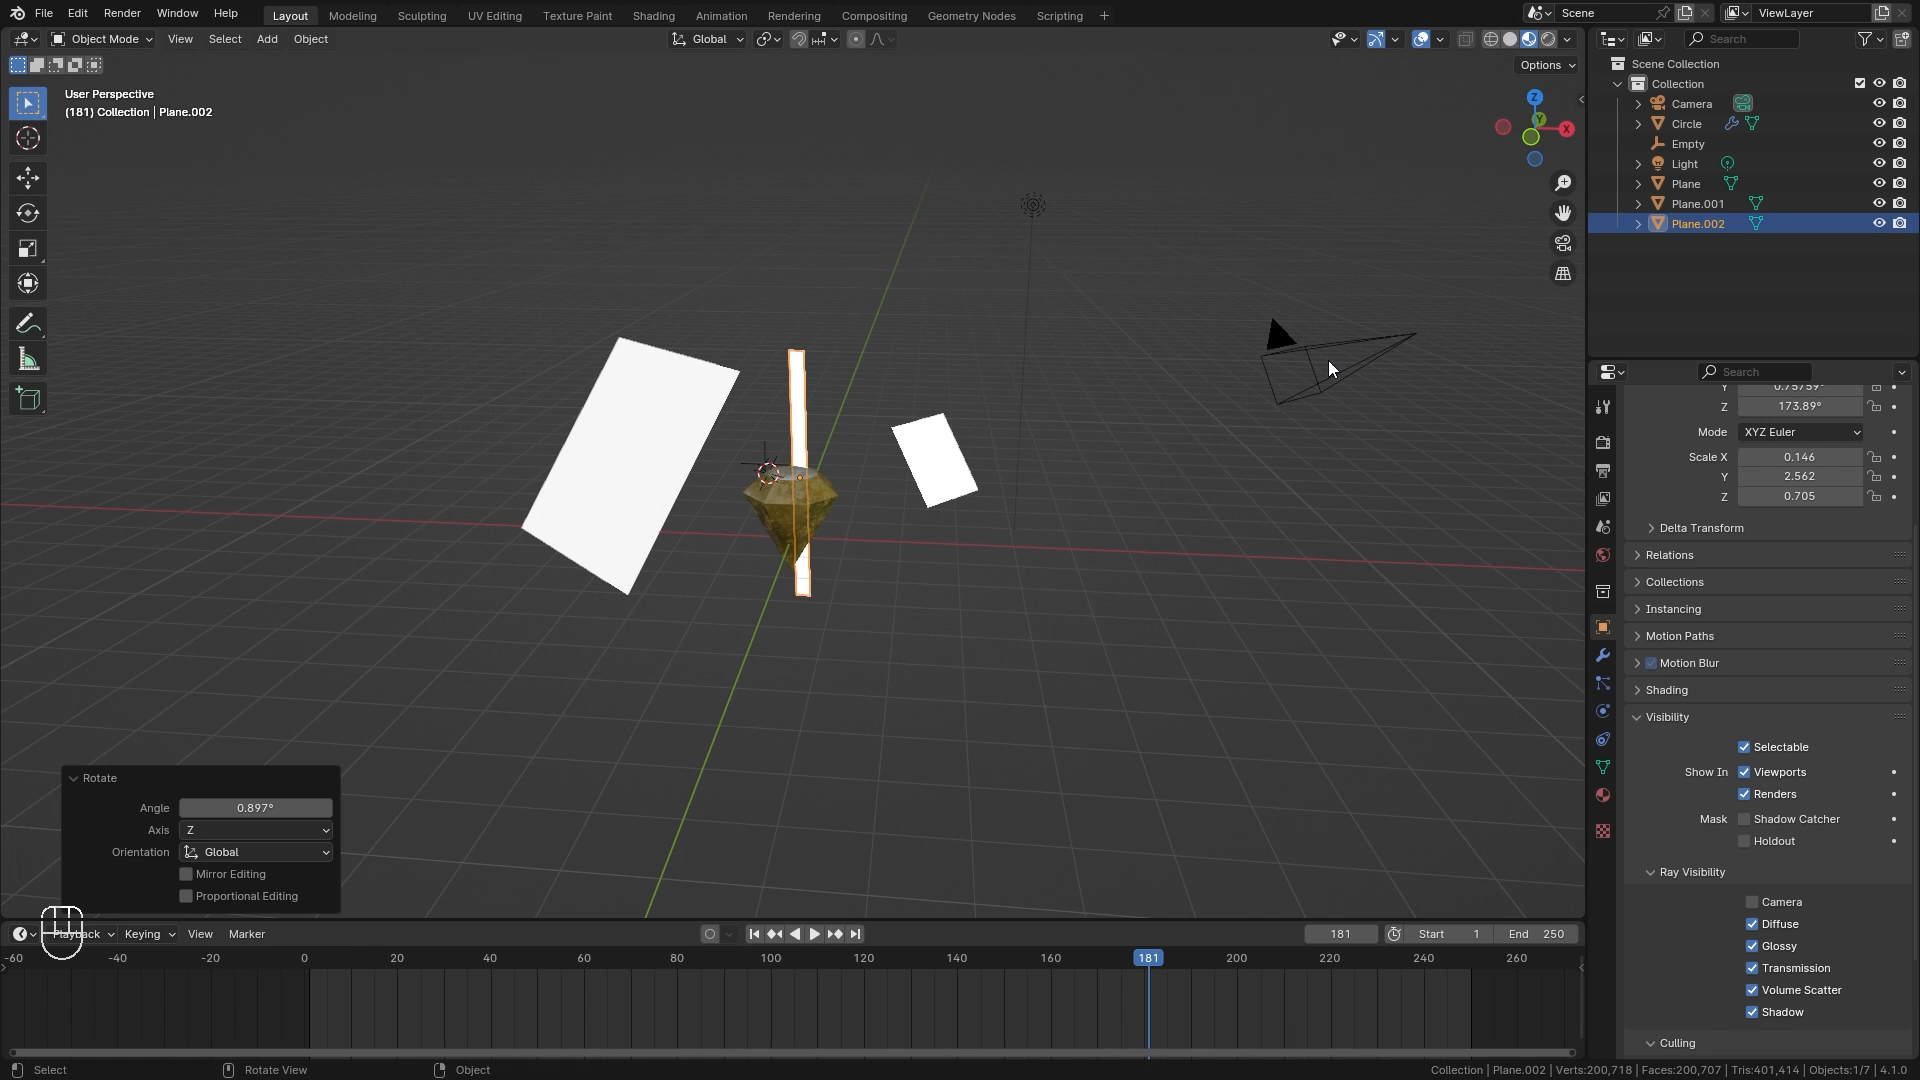 File Edit Render Window Help Layout Modeling Sculpting UV Editing Texture Paint Shading Animation Rendering Compositing Geometry Nodes Scripting Scene ViewLayer
Object Mode View Select Add Object Global Search
Options
User Perspective
(181) Collection | Plane.002
Z
Y
X
Scene Collection
Collection
Camera
Circle
Empty
Light
Plane
Plane.001
Plane.002
Search
Y 0.75759°
Z 173.89°
Mode XYZ Euler
Scale X 0.146
Y 2.562
Z 0.705
Delta Transform
Relations
Collections
Instancing
Motion Paths
Motion Blur
Shading
Visibility
Selectable
Show In Viewports
Renders
Mask Shadow Catcher
Holdout
Ray Visibility
Camera
Diffuse
Glossy
Transmission
Volume Scatter
Shadow
Culling
Rotate
Angle 0.897°
Axis Z
Orientation Global
Mirror Editing
Proportional Editing
Playback Keying View Marker 181 Start 1 End 250
-60 -40 -20 0 20 40 60 80 100 120 140 160 181 200 220 240 260
Select Rotate View Object Collection | Plane.002 | Verts:200,718 | Faces:200,707 | Tris:401,414 | Objects:1/7 | 4.1.0